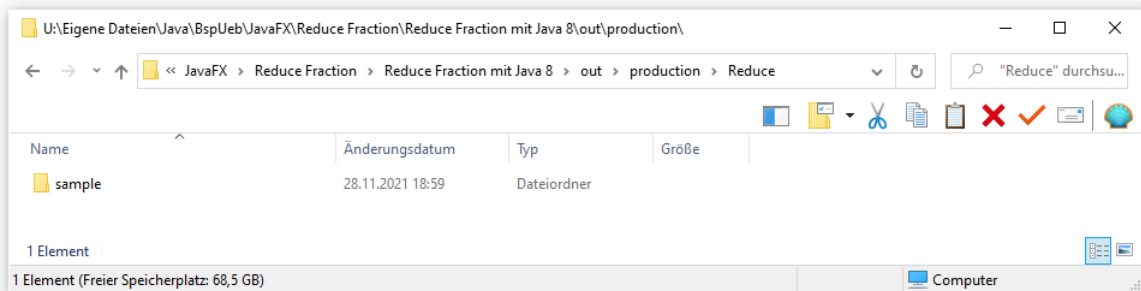 U:\Eigene Dateien\Java\BspUeb\JavaFX\Reduce Fraction\Reduce Fraction mit Java 8\out\production\
« JavaFX > Reduce Fraction > Reduce Fraction mit Java 8 > out > production > Reduce "Reduce" durchsu...
Name Änderungsdatum Typ Größe
sample 28.11.2021 18:59 Dateiordner
1 Element
1 Element (Freier Speicherplatz: 68,5 GB) Computer